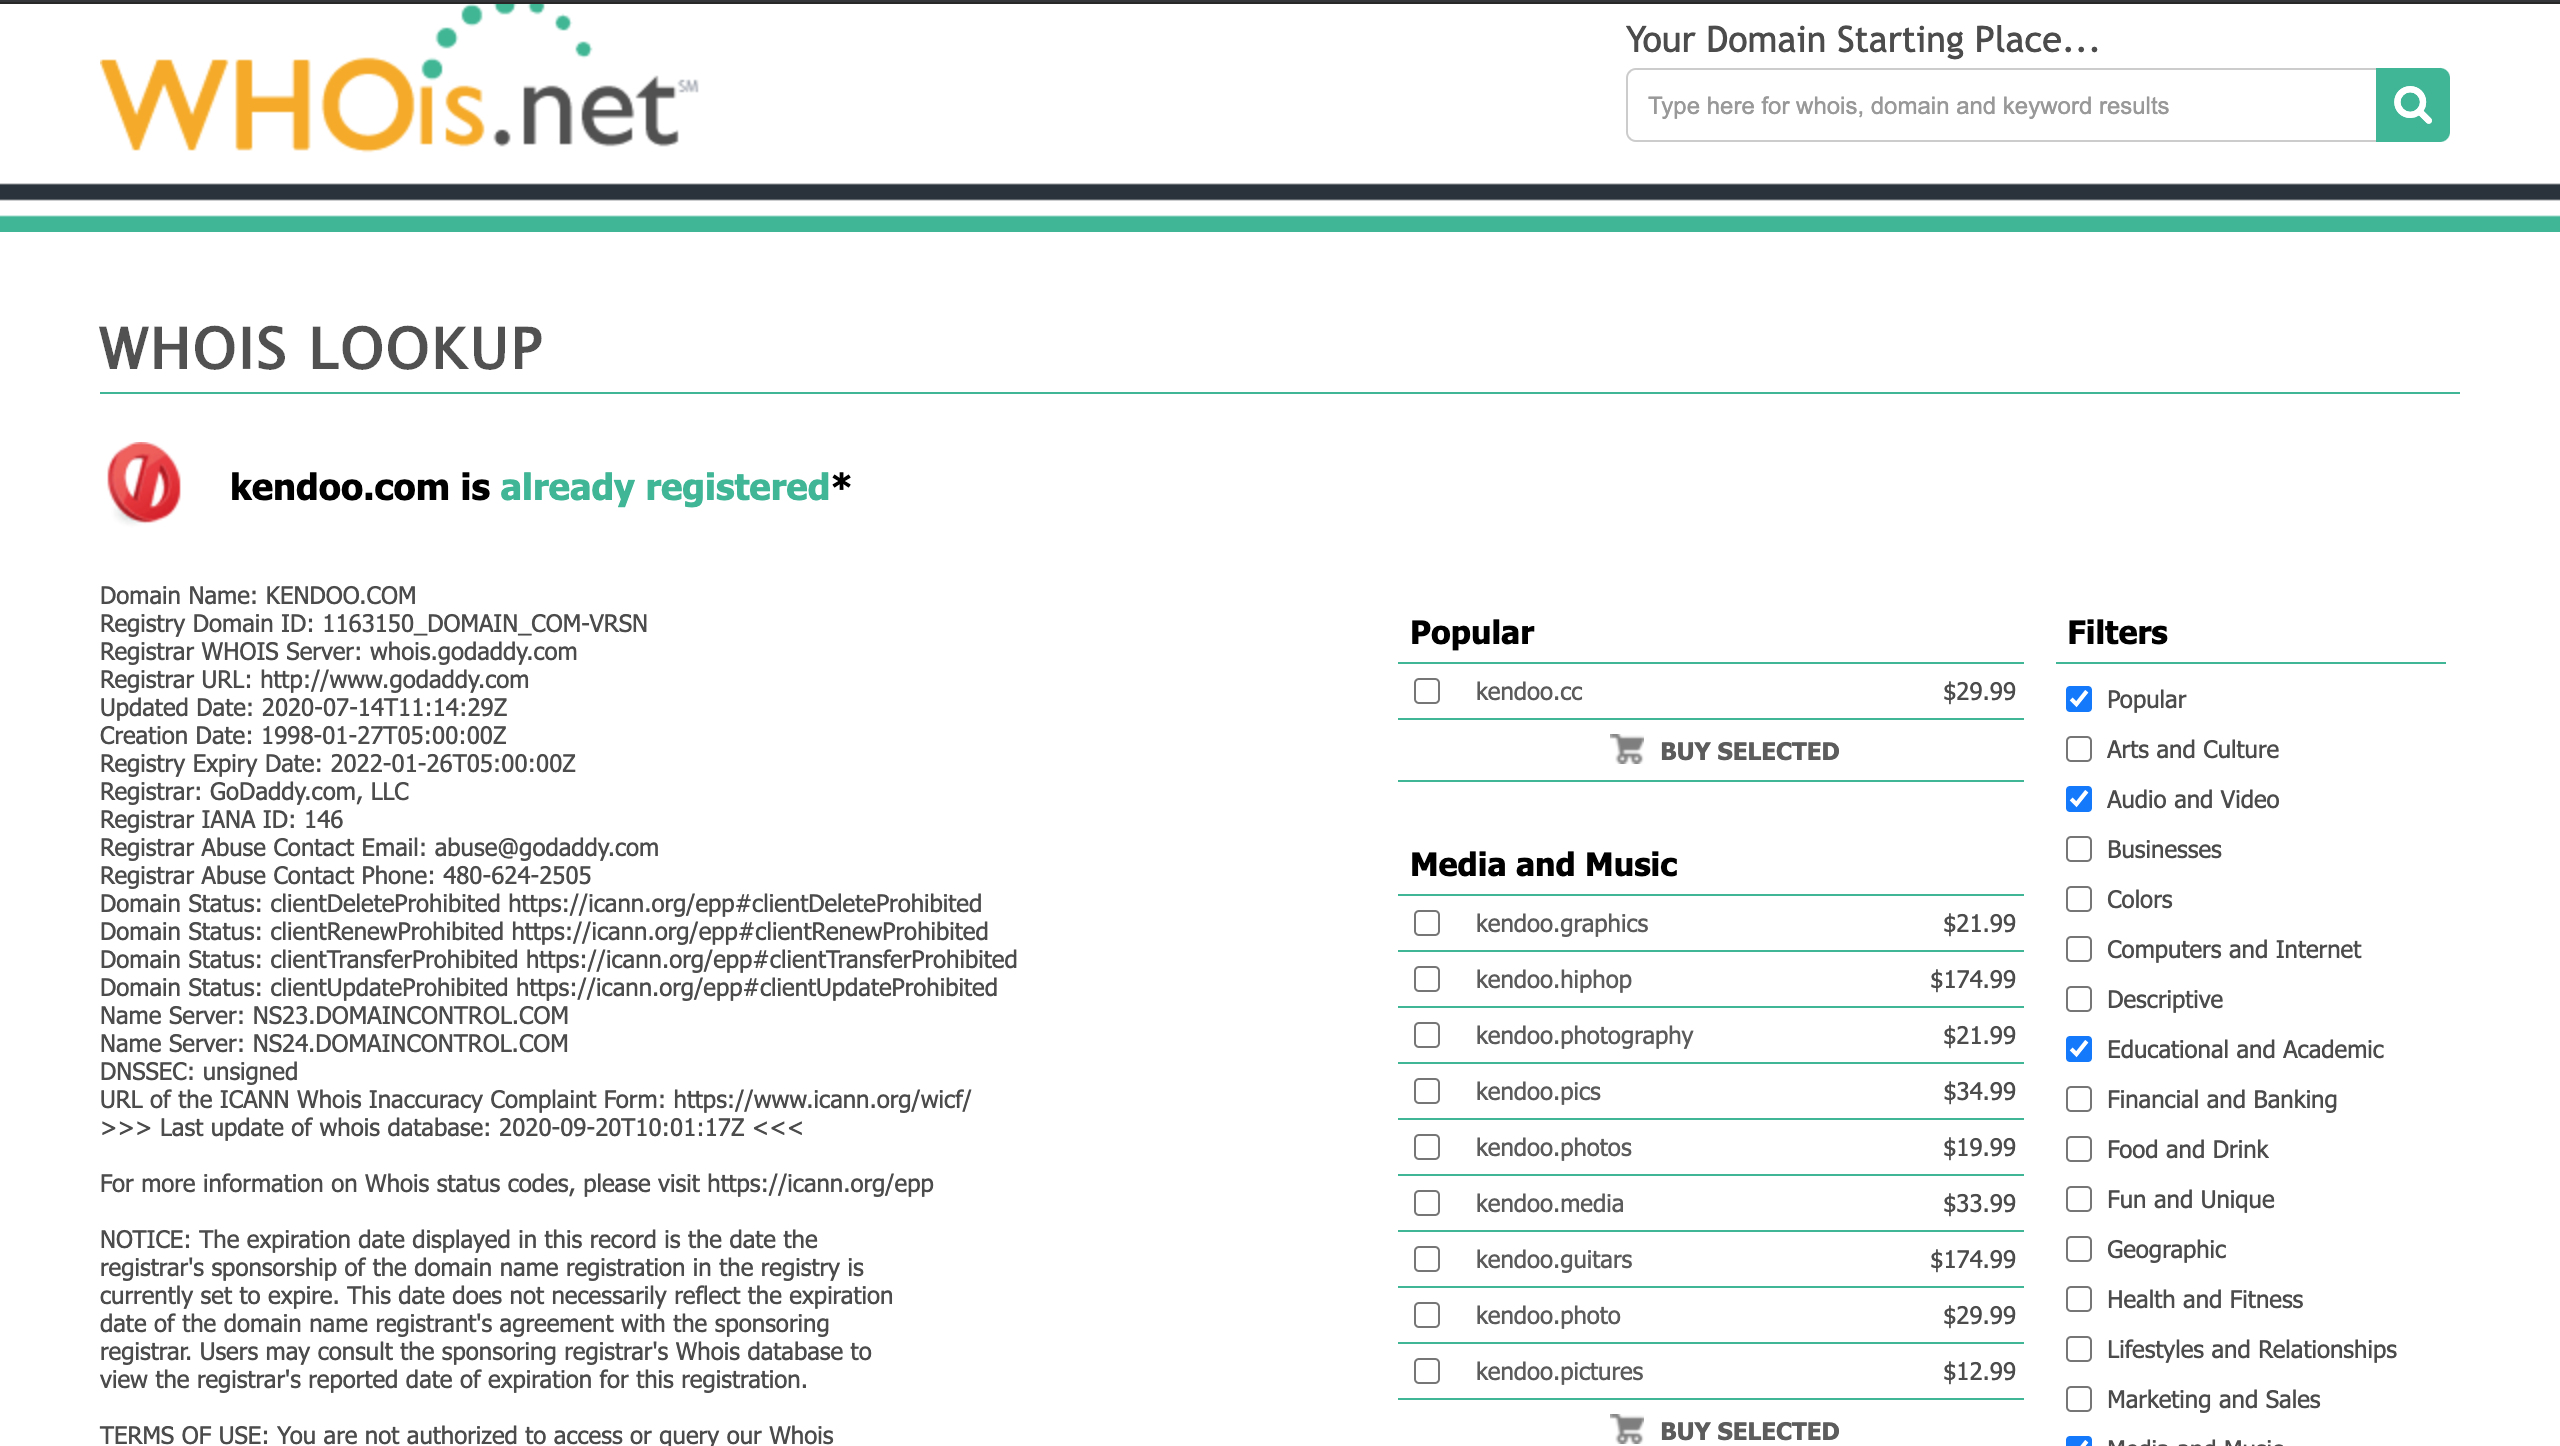 WHOis.net SM
Your Domain Starting Place...
Type here for whois, domain and keyword results
WHOIS LOOKUP
kendoo.com is already registered*
Domain Name: KENDOO.COM
Registry Domain ID: 1163150_DOMAIN_COM-VRSN
Registrar WHOIS Server: whois.godaddy.com
Registrar URL: http://www.godaddy.com
Updated Date: 2020-07-14T11:14:29Z
Creation Date: 1998-01-27T05:00:00Z
Registry Expiry Date: 2022-01-26T05:00:00Z
Registrar: GoDaddy.com, LLC
Registrar IANA ID: 146
Registrar Abuse Contact Email: abuse@godaddy.com
Registrar Abuse Contact Phone: 480-624-2505
Domain Status: clientDeleteProhibited https://icann.org/epp#clientDeleteProhibited
Domain Status: clientRenewProhibited https://icann.org/epp#clientRenewProhibited
Domain Status: clientTransferProhibited https://icann.org/epp#clientTransferProhibited
Domain Status: clientUpdateProhibited https://icann.org/epp#clientUpdateProhibited
Name Server: NS23.DOMAINCONTROL.COM
Name Server: NS24.DOMAINCONTROL.COM
DNSSEC: unsigned
URL of the ICANN Whois Inaccuracy Complaint Form: https://www.icann.org/wicf/
>>> Last update of whois database: 2020-09-20T10:01:17Z <<<
For more information on Whois status codes, please visit https://icann.org/epp
NOTICE: The expiration date displayed in this record is the date the
registrar's sponsorship of the domain name registration in the registry is
currently set to expire. This date does not necessarily reflect the expiration
date of the domain name registrant's agreement with the sponsoring
registrar. Users may consult the sponsoring registrar's Whois database to
view the registrar's reported date of expiration for this registration.
TERMS OF USE: You are not authorized to access or query our Whois
Popular
kendoo.cc $29.99
BUY SELECTED
Media and Music
kendoo.graphics $21.99
kendoo.hiphop $174.99
kendoo.photography $21.99
kendoo.pics $34.99
kendoo.photos $19.99
kendoo.media $33.99
kendoo.guitars $174.99
kendoo.photo $29.99
kendoo.pictures $12.99
BUY SELECTED
Filters
Popular
Arts and Culture
Audio and Video
Businesses
Colors
Computers and Internet
Descriptive
Educational and Academic
Financial and Banking
Food and Drink
Fun and Unique
Geographic
Health and Fitness
Lifestyles and Relationships
Marketing and Sales
Media and Music